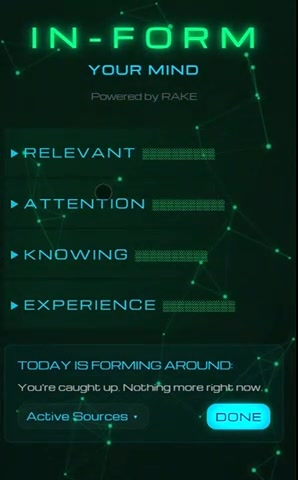 IN-FORM
YOUR MIND
Powered by RAKE
▶ RELEVANT ▒▒▒▒▒▒▒▒▒▒
▶ ATTENTION ▒▒▒▒▒▒▒▒▒▒
▶ KNOWING ▒▒▒▒▒▒▒▒▒▒
▶ EXPERIENCE ▒▒▒▒▒▒▒▒▒▒
TODAY IS FORMING AROUND:
You're caught up. Nothing more right now.
Active Sources ▾
DONE